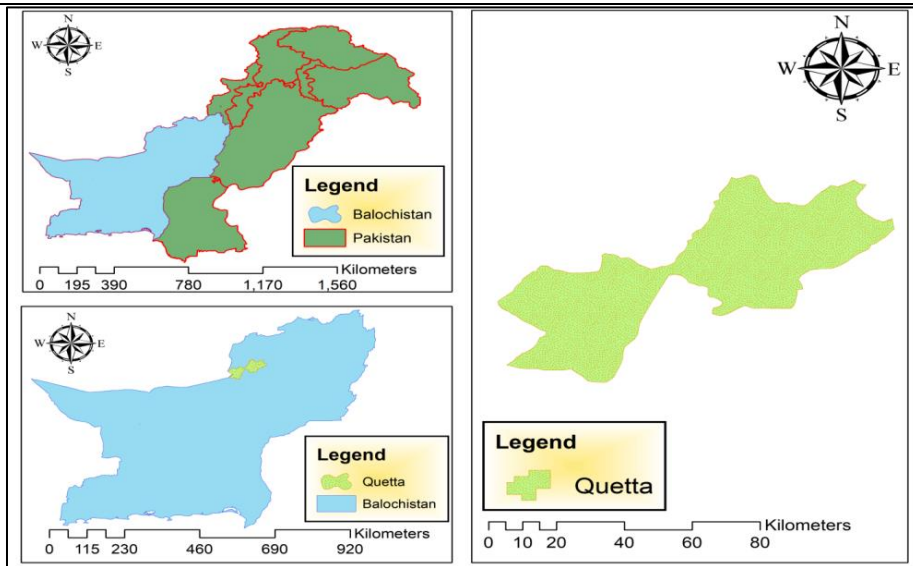 N
W E
S
Legend
Balochistan
Pakistan
Kilometers
0 195 390 780 1,170 1,560
N
W E
S
Legend
Quetta
Balochistan
Kilometers
0 115 230 460 690 920
N
W E
S
Legend
Quetta
Kilometers
0 10 20 40 60 80